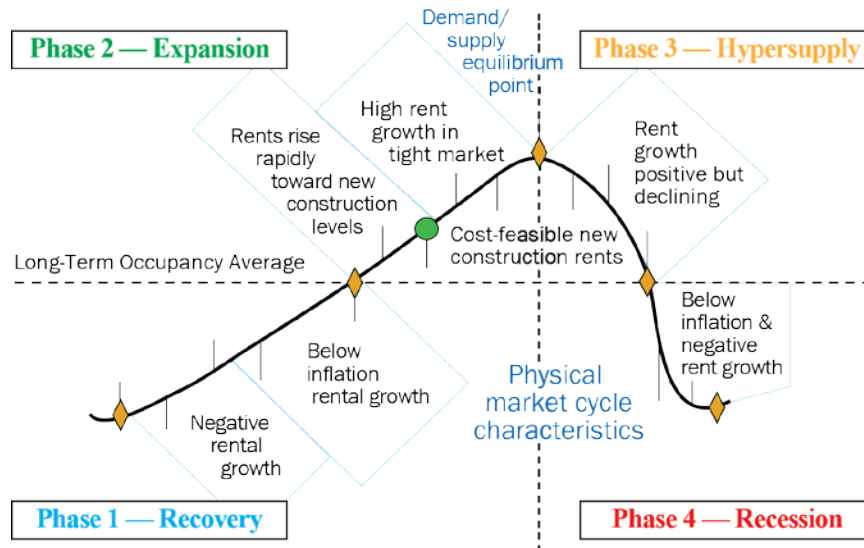 Phase 2 — Expansion
Demand/
supply
equilibrium
point
Phase 3 — Hypersupply
High rent
growth in
tight market
Rents rise
rapidly
toward new
construction
levels
Rent
growth
positive but
declining
Cost-feasible new
construction rents
Long-Term Occupancy Average
Below
inflation
rental growth
Below
inflation &
negative
rent growth
Negative
rental
growth
Physical
market cycle
characteristics
Phase 1 — Recovery
Phase 4 — Recession